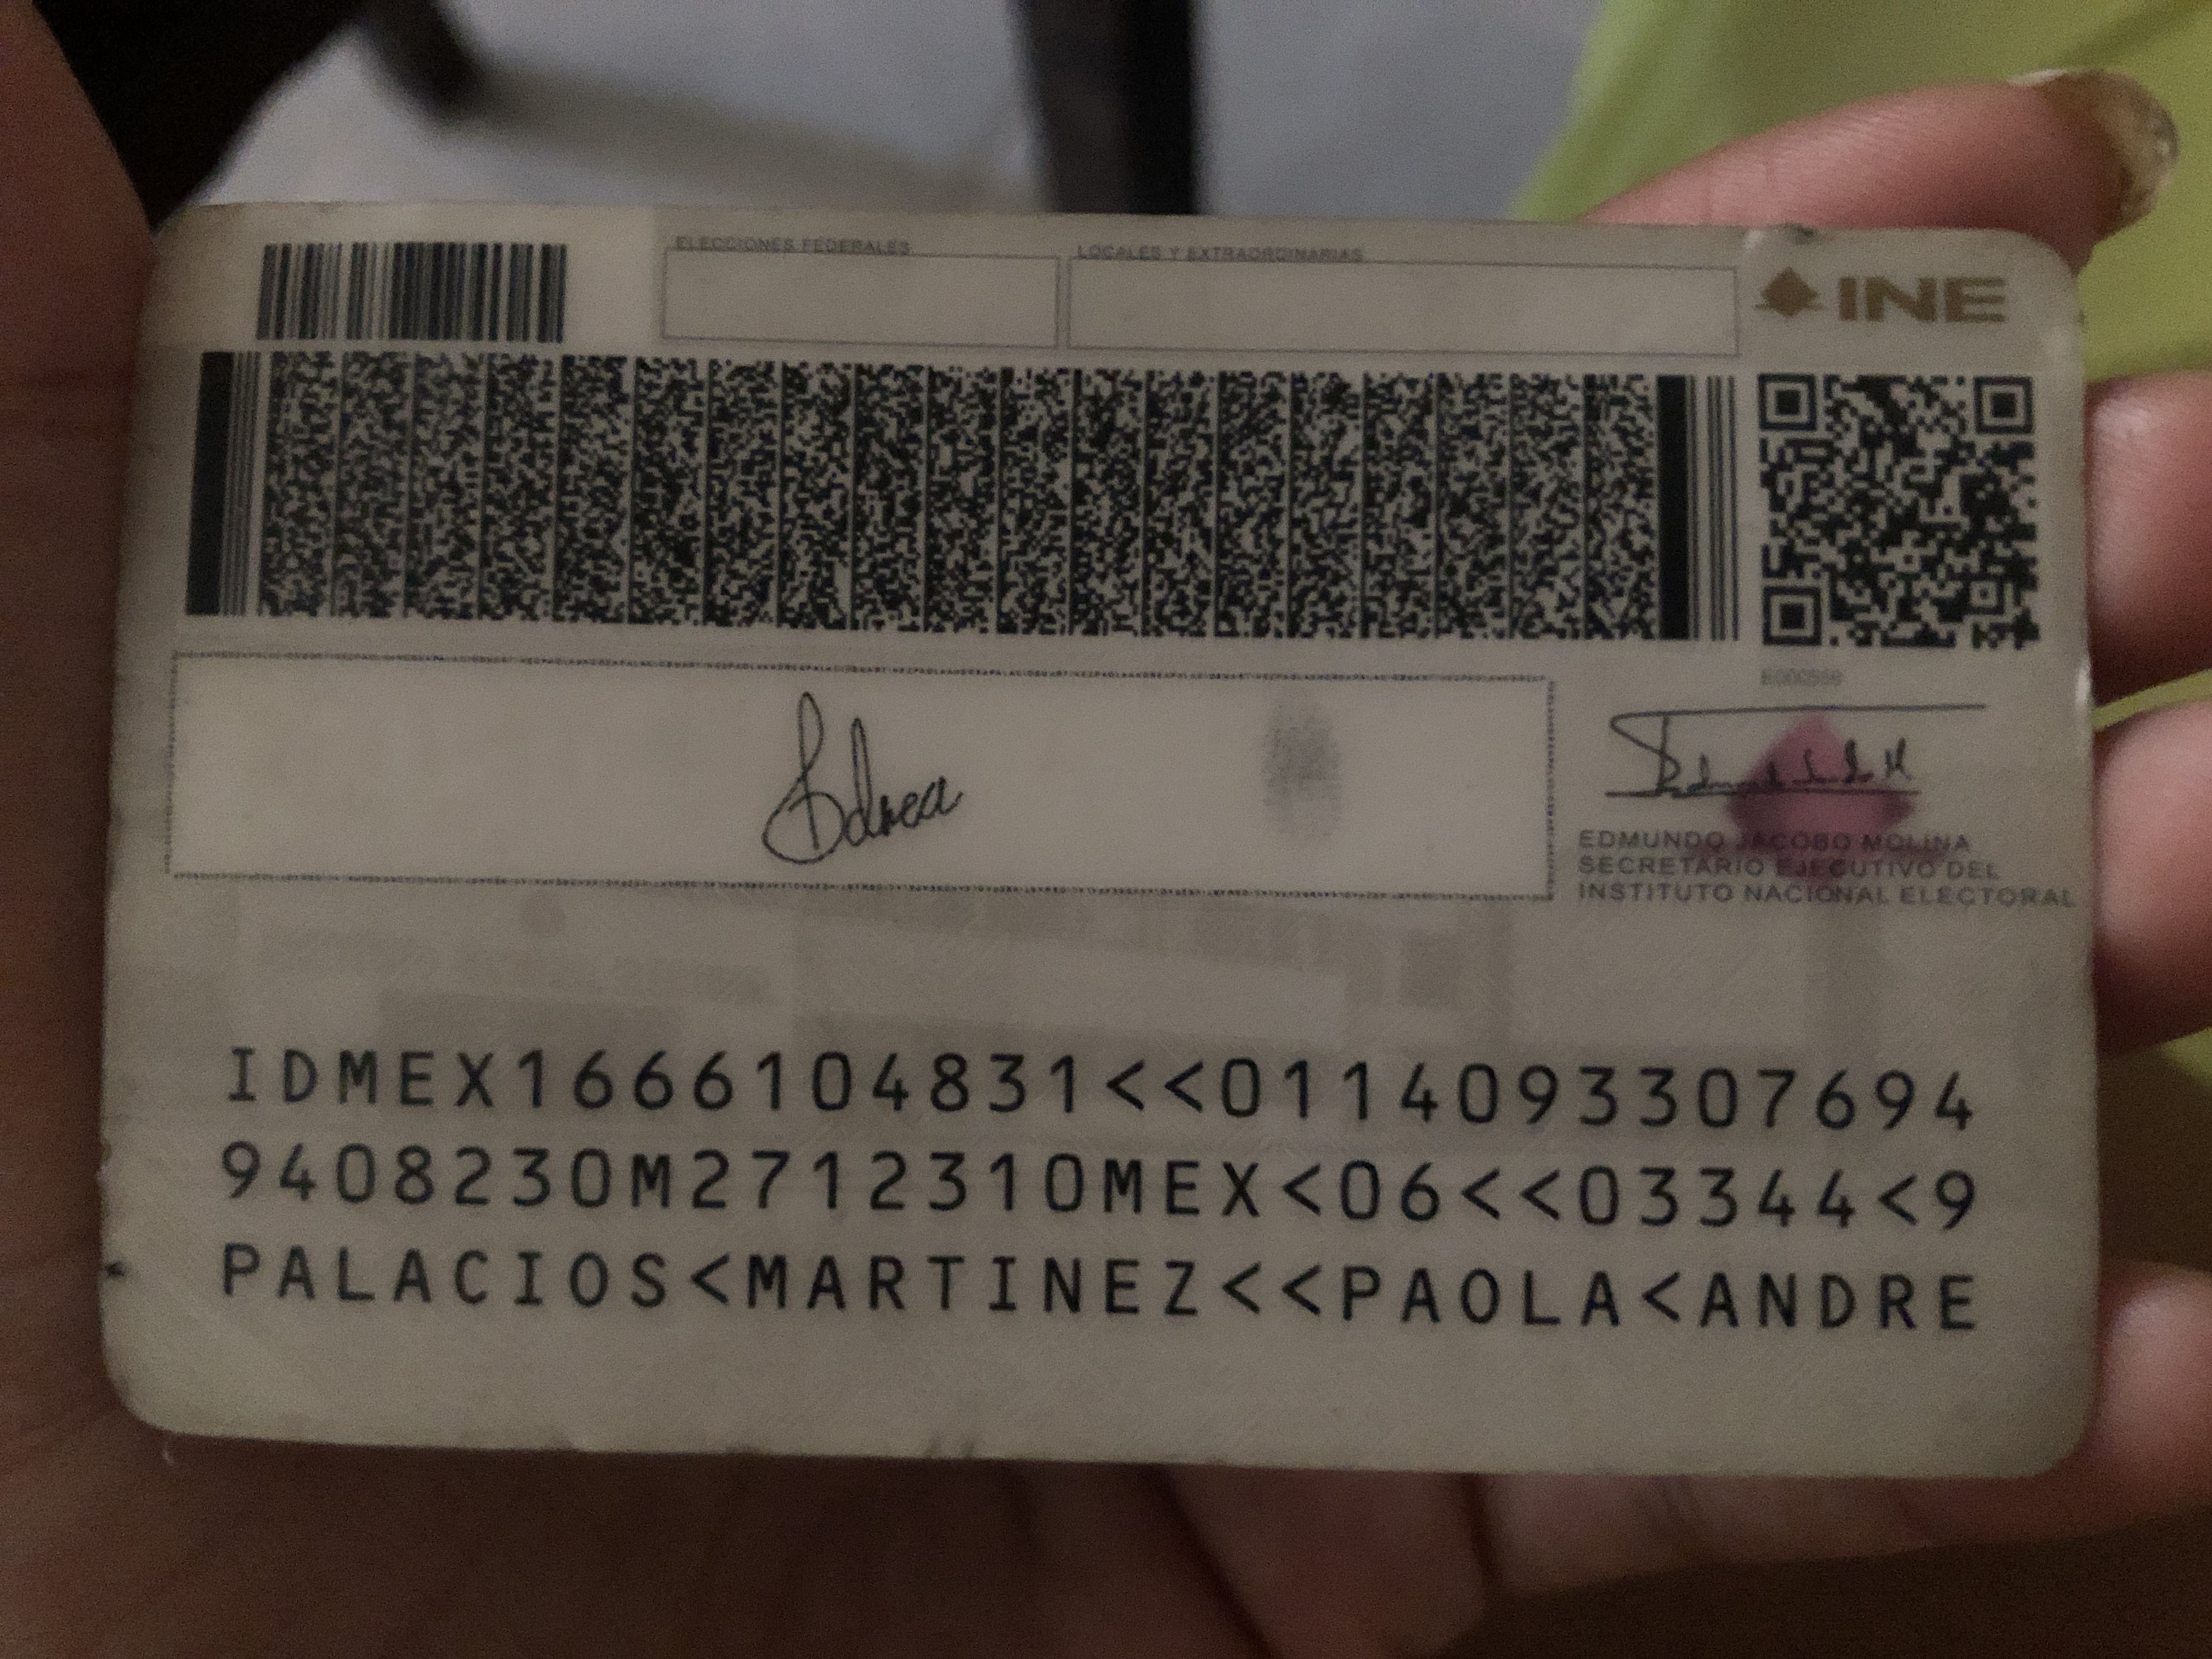 ELECCIONES FEDERALES
LOCALES Y EXTRAORDINARIAS
INE
EDMUNDO JACOBO MOLINA
SECRETARIO EJECUTIVO DEL
INSTITUTO NACIONAL ELECTORAL
IDMEX1666104831<<0114093307694
9408230M2712310MEX<06<<03344<9
PALACIOS<MARTINEZ<<PAOLA<ANDRE